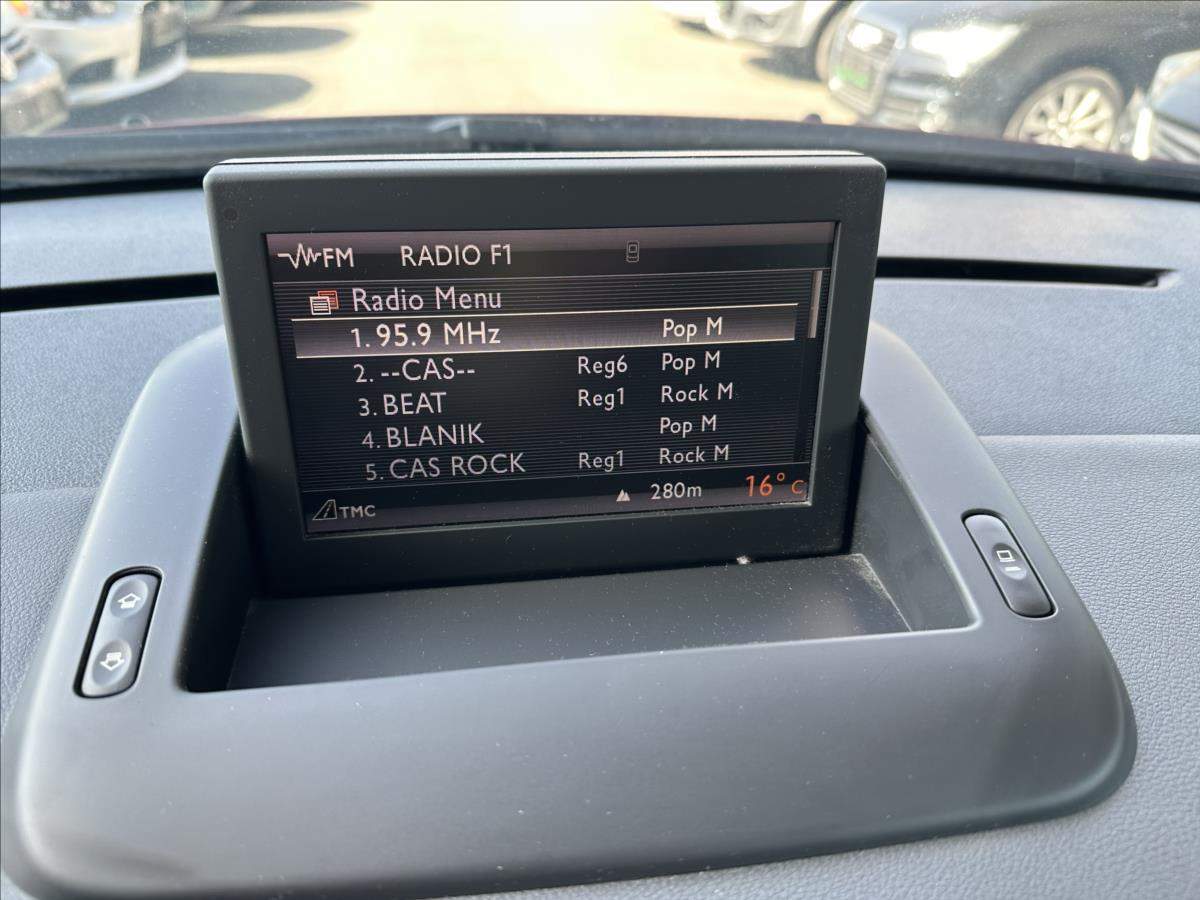 FM RADIO F1
Radio Menu
1. 95.9 MHz Pop M
2. --CAS-- Reg6 Pop M
3. BEAT Reg1 Rock M
4. BLANIK Pop M
5. CAS ROCK Reg1 Rock M
TMC 280m 16° C